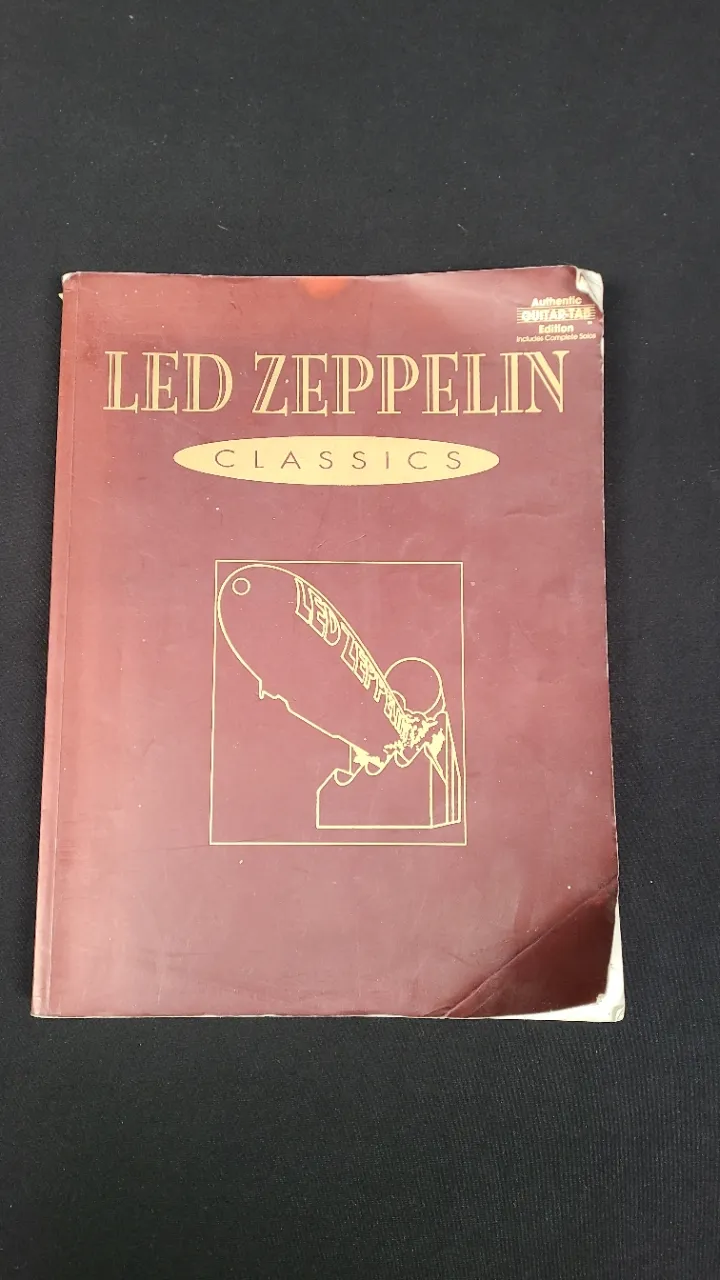 Authentic
GUITAR-TAB
Edition
Includes Complete Solos
LED ZEPPELIN
CLASSICS
LED ZEPPELIN